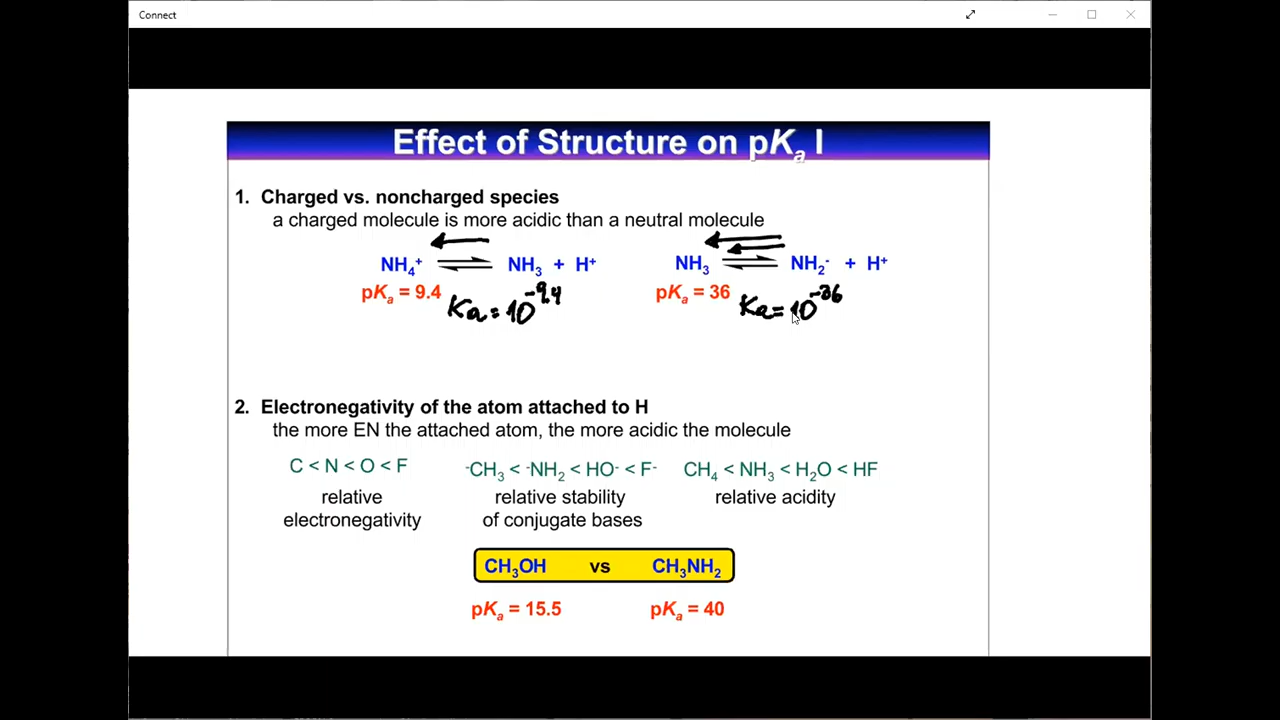 Connect
Effect of Structure on pKₐ I
1. Charged vs. noncharged species
a charged molecule is more acidic than a neutral molecule
NH₄⁺ ⇌ NH₃ + H⁺ NH₃ ⇌ NH₂⁻ + H⁺
pKₐ = 9.4 Ka = 10⁻⁹·⁴ pKₐ = 36 Ka = 10⁻³⁶
2. Electronegativity of the atom attached to H
the more EN the attached atom, the more acidic the molecule
C < N < O < F ⁻CH₃ < ⁻NH₂ < HO⁻ < F⁻ CH₄ < NH₃ < H₂O < HF
relative relative stability relative acidity
electronegativity of conjugate bases
CH₃OH vs CH₃NH₂
pKₐ = 15.5 pKₐ = 40